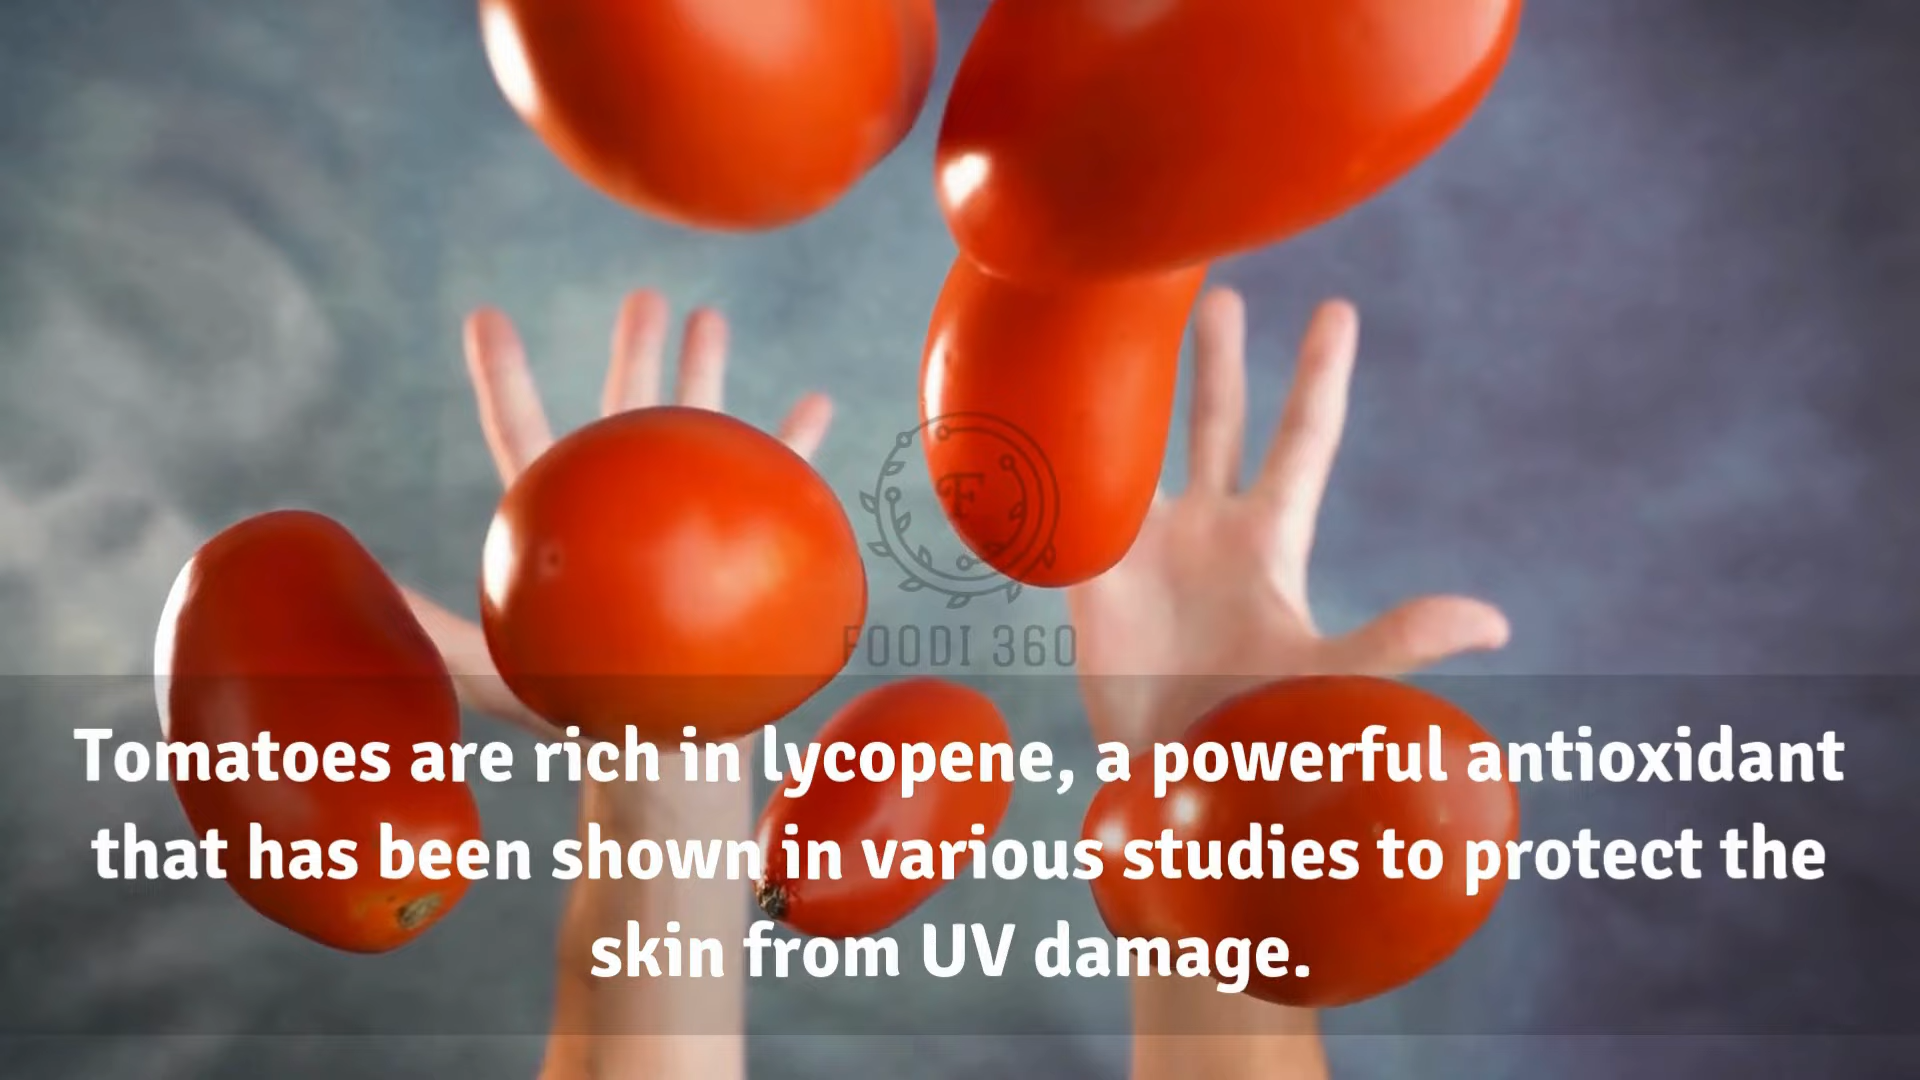 F
FOODI 360
Tomatoes are rich in lycopene, a powerful antioxidant
that has been shown in various studies to protect the
skin from UV damage.